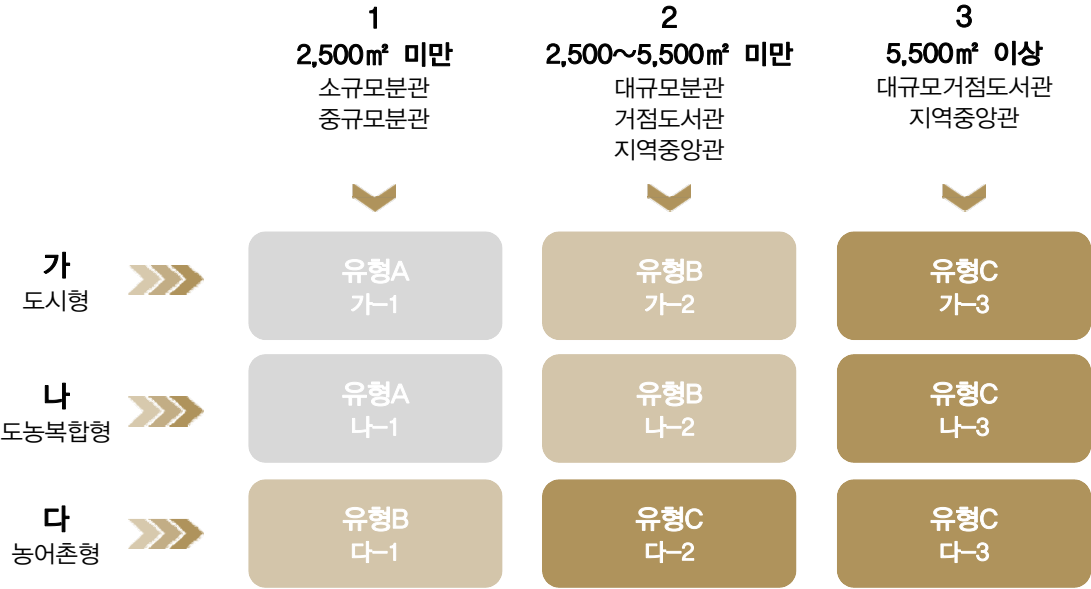 1
2,500㎡ 미만
소규모분관
중규모분관
2
2,500~5,500㎡ 미만
대규모분관
거점도서관
지역중앙관
3
5,500㎡ 이상
대규모거점도서관
지역중앙관
가
도시형
유형A
가-1
유형B
가-2
유형C
가-3
나
도농복합형
유형A
나-1
유형B
나-2
유형C
나-3
다
농어촌형
유형B
다-1
유형C
다-2
유형C
다-3